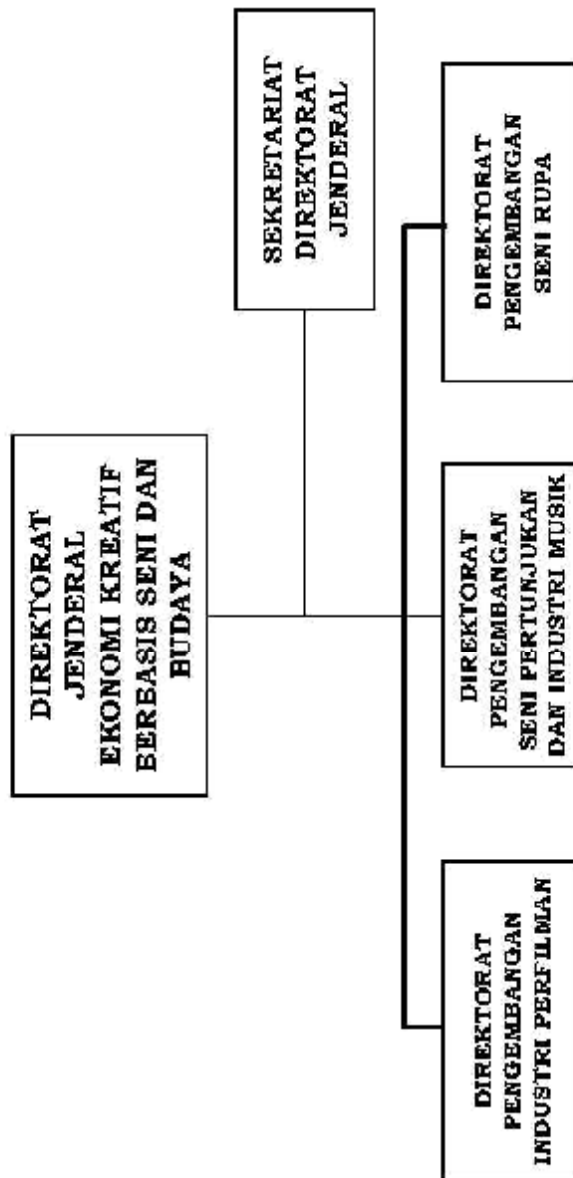 DIREKTORAT
JENDERAL
EKONOMI KREATIF
BERBASIS SENI DAN
BUDAYA
SEKRETARIAT
DIREKTORAT
JENDERAL
DIREKTORAT
PENGEMBANGAN
INDUSTRI PERFILMAN
DIREKTORAT
PENGEMBANGAN
SENI PERTUNJUKAN
DAN INDUSTRI MUSIK
DIREKTORAT
PENGEMBANGAN
SENI RUPA